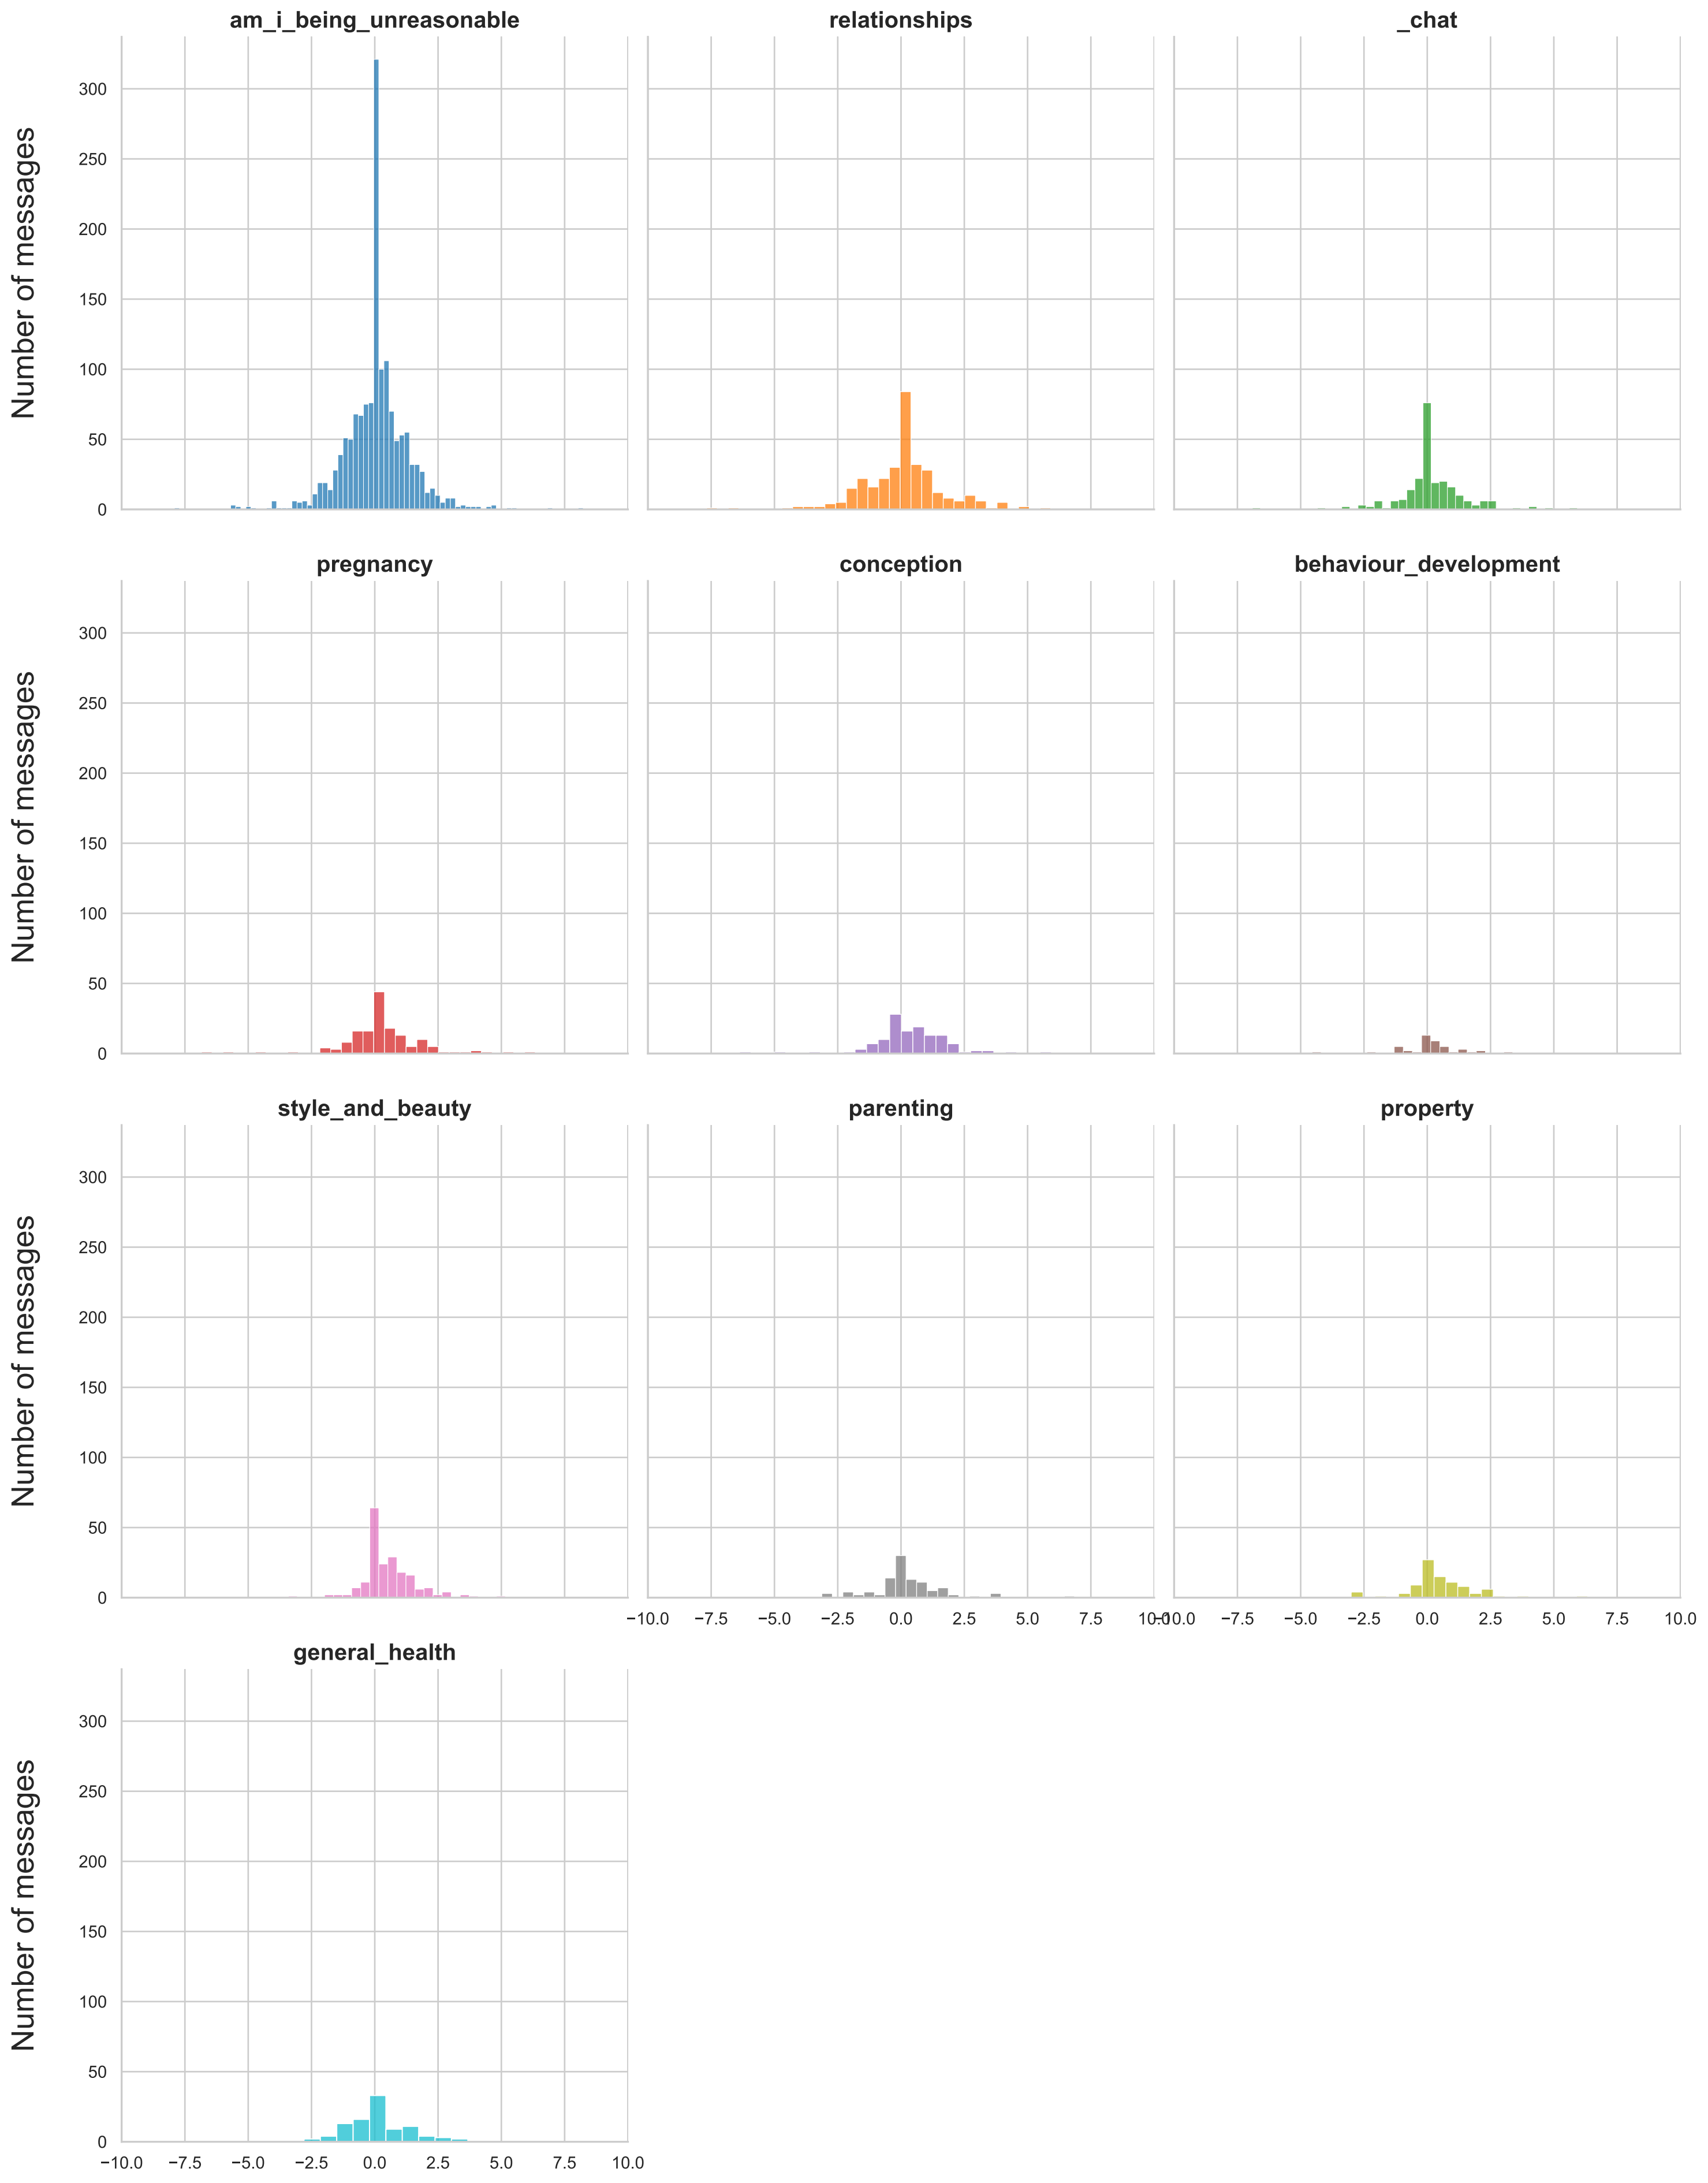 am_i_being_unreasonable
relationships
_chat
Number of messages
300
250
200
150
100
50
0
pregnancy
conception
behaviour_development
Number of messages
300
250
200
150
100
50
0
style_and_beauty
parenting
property
Number of messages
300
250
200
150
100
50
0
−10.0 −7.5 −5.0 −2.5 0.0 2.5 5.0 7.5 10.0
−10.0 −7.5 −5.0 −2.5 0.0 2.5 5.0 7.5 10.0
general_health
Number of messages
300
250
200
150
100
50
0
−10.0 −7.5 −5.0 −2.5 0.0 2.5 5.0 7.5 10.0